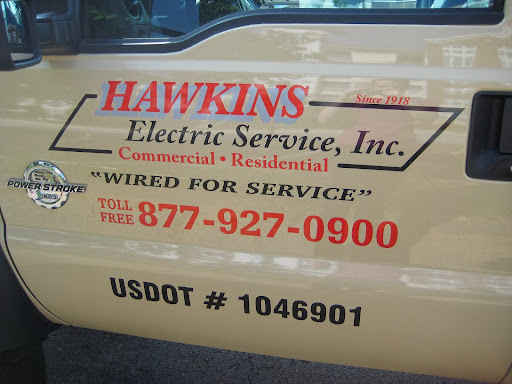 HAWKINS
Since 1918
Electric Service, Inc.
Commercial • Residential
"WIRED FOR SERVICE"
POWER STROKE
TOLL FREE 877-927-0900
USDOT # 1046901